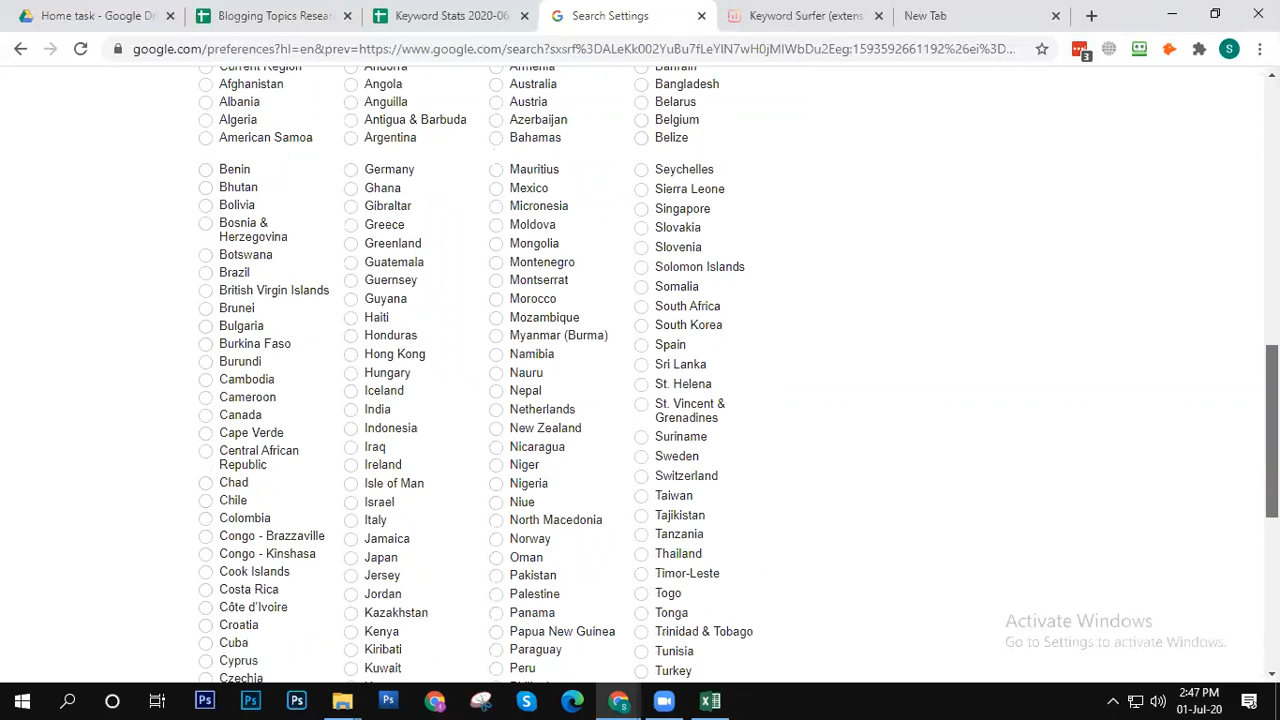 Home task - Google D
Blogging Topics Resear
Keyword Stats 2020-06
Search Settings
Keyword Surfer (extens
New Tab
google.com/preferences?hl=en&prev=https://www.google.com/search?sxsrf%3DALeKk002YuBu7fLeYIN7wH0jMIWbDu2Eeg:1593592661192%26ei%3D...
3
S
Current Region
Andorra
Armenia
Bahrain
Afghanistan
Angola
Australia
Bangladesh
Albania
Anguilla
Austria
Belarus
Algeria
Antigua & Barbuda
Azerbaijan
Belgium
American Samoa
Argentina
Bahamas
Belize
Benin
Bhutan
Bolivia
Bosnia &
Herzegovina
Botswana
Brazil
British Virgin Islands
Brunei
Bulgaria
Burkina Faso
Burundi
Cambodia
Cameroon
Canada
Cape Verde
Central African
Republic
Chad
Chile
Colombia
Congo - Brazzaville
Congo - Kinshasa
Cook Islands
Costa Rica
Côte d'Ivoire
Croatia
Cuba
Cyprus
Czechia
Germany
Ghana
Gibraltar
Greece
Greenland
Guatemala
Guernsey
Guyana
Haiti
Honduras
Hong Kong
Hungary
Iceland
India
Indonesia
Iraq
Ireland
Isle of Man
Israel
Italy
Jamaica
Japan
Jersey
Jordan
Kazakhstan
Kenya
Kiribati
Kuwait
Mauritius
Mexico
Micronesia
Moldova
Mongolia
Montenegro
Montserrat
Morocco
Mozambique
Myanmar (Burma)
Namibia
Nauru
Nepal
Netherlands
New Zealand
Nicaragua
Niger
Nigeria
Niue
North Macedonia
Norway
Oman
Pakistan
Palestine
Panama
Papua New Guinea
Paraguay
Peru
Seychelles
Sierra Leone
Singapore
Slovakia
Slovenia
Solomon Islands
Somalia
South Africa
South Korea
Spain
Sri Lanka
St. Helena
St. Vincent &
Grenadines
Suriname
Sweden
Switzerland
Taiwan
Tajikistan
Tanzania
Thailand
Timor-Leste
Togo
Tonga
Trinidad & Tobago
Tunisia
Turkey
Activate Windows
Go to Settings to activate Windows.
2:47 PM
01-Jul-20